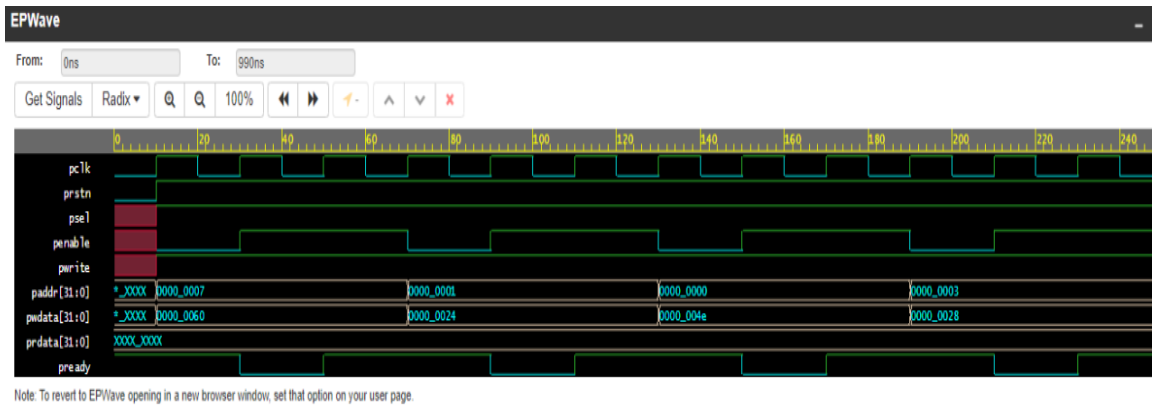 EPWave
From: 0ns To: 990ns
Get Signals Radix 100%
0 20 40 60 80 100 120 140 160 180 200 220 240
pclk
prstn
psel
penable
pwrite
paddr[31:0] *_XXXX 0000_0007 0000_0001 0000_0000 0000_0003
pwdata[31:0] *_XXXX 0000_0060 0000_0024 0000_004e 0000_0028
prdata[31:0] XXXX_XXXX
pready
Note: To revert to EPWave opening in a new browser window, set that option on your user page.